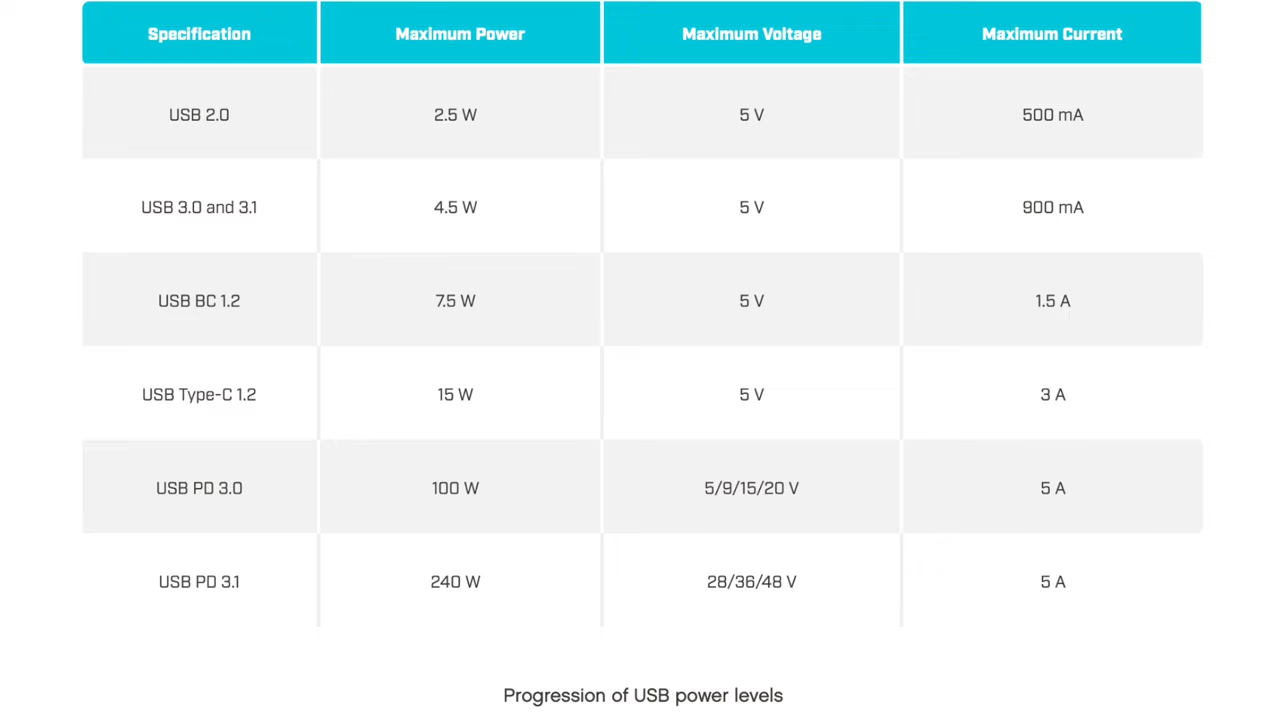 Specification Maximum Power Maximum Voltage Maximum Current
USB 2.0 2.5 W 5 V 500 mA
USB 3.0 and 3.1 4.5 W 5 V 900 mA
USB BC 1.2 7.5 W 5 V 1.5 A
USB Type-C 1.2 15 W 5 V 3 A
USB PD 3.0 100 W 5/9/15/20 V 5 A
USB PD 3.1 240 W 28/36/48 V 5 A
Progression of USB power levels